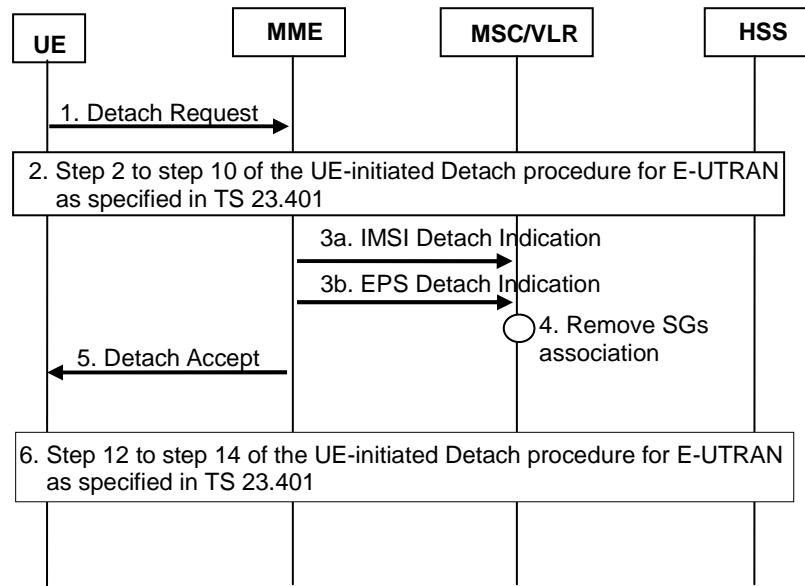 UE
MME
MSC/VLR
HSS
1. Detach Request
2. Step 2 to step 10 of the UE-initiated Detach procedure for E-UTRAN
as specified in TS 23.401
3a. IMSI Detach Indication
3b. EPS Detach Indication
4. Remove SGs
association
5. Detach Accept
6. Step 12 to step 14 of the UE-initiated Detach procedure for E-UTRAN
as specified in TS 23.401